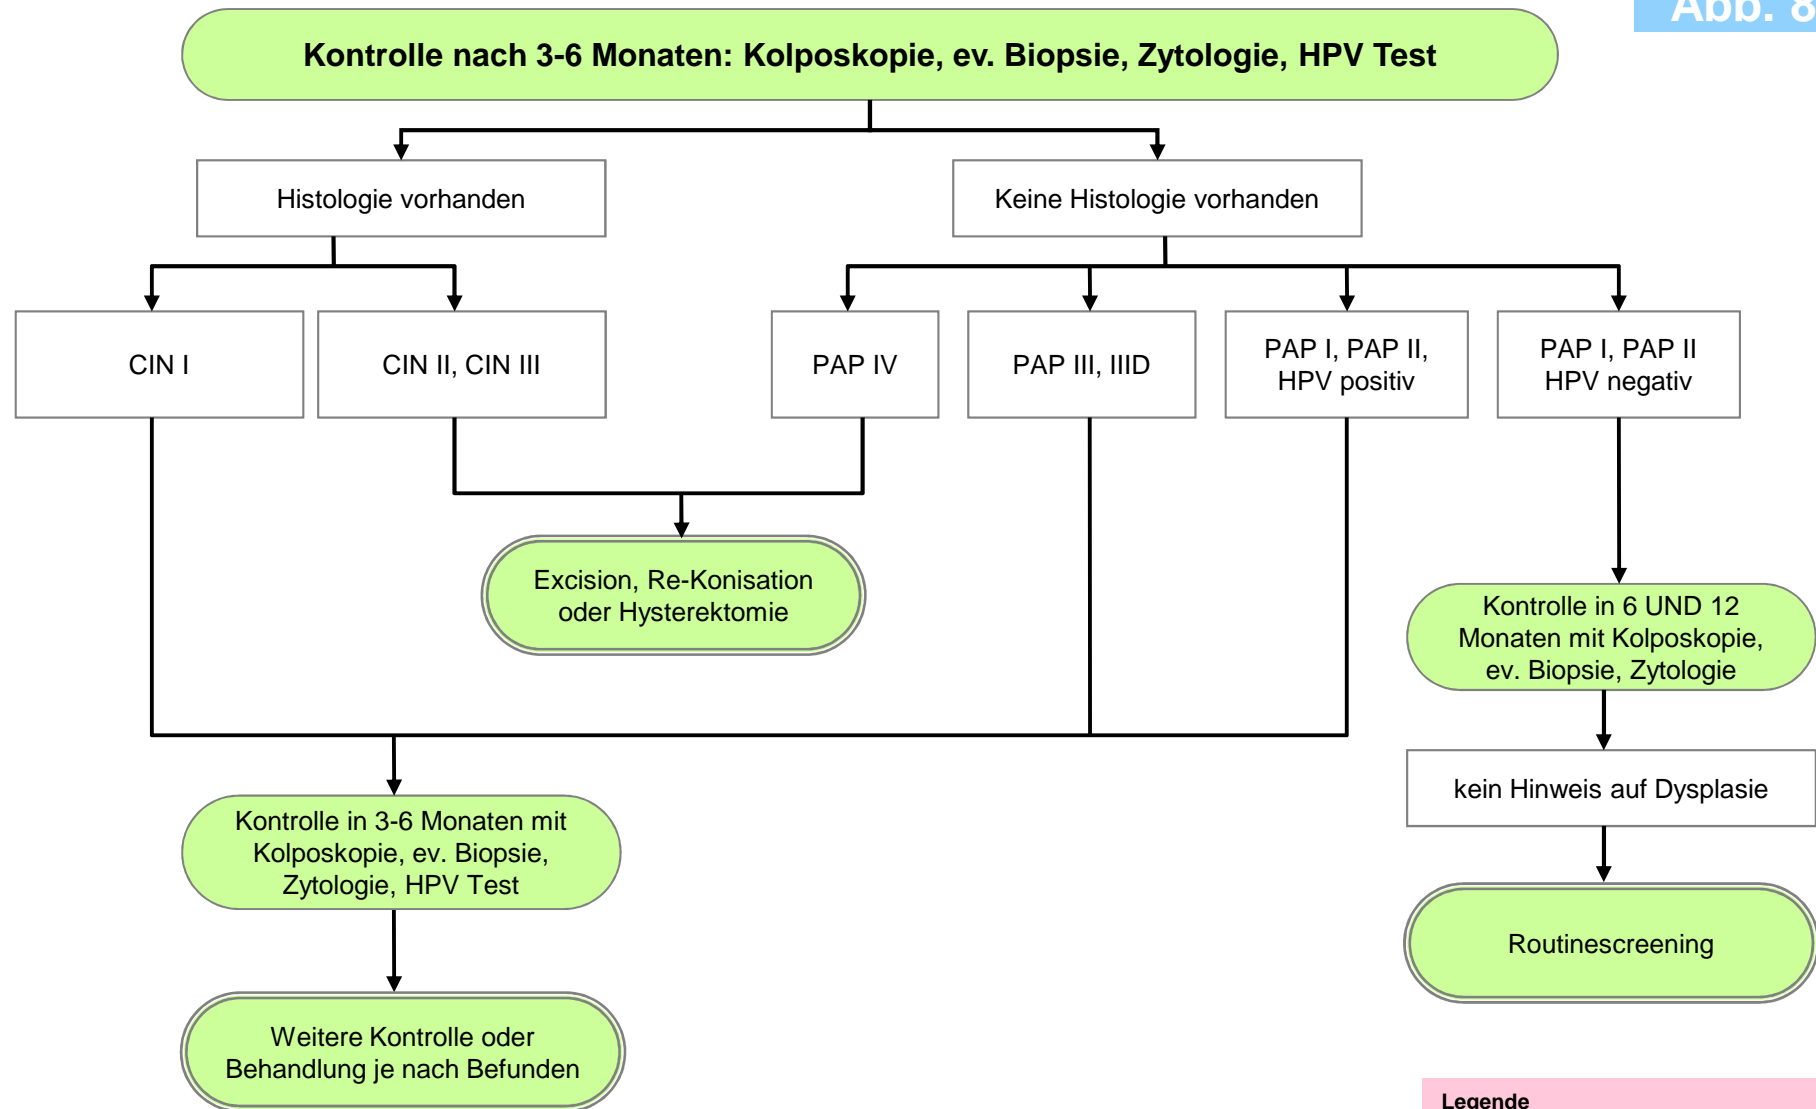 Abb. 8
Kontrolle nach 3-6 Monaten: Kolposkopie, ev. Biopsie, Zytologie, HPV Test
Histologie vorhanden
Keine Histologie vorhanden
CIN I
CIN II, CIN III
PAP IV
PAP III, IIID
PAP I, PAP II,
HPV positiv
PAP I, PAP II
HPV negativ
Excision, Re-Konisation
oder Hysterektomie
Kontrolle in 6 UND 12
Monaten mit Kolposkopie,
ev. Biopsie, Zytologie
kein Hinweis auf Dysplasie
Kontrolle in 3-6 Monaten mit
Kolposkopie, ev. Biopsie,
Zytologie, HPV Test
Routinescreening
Weitere Kontrolle oder
Behandlung je nach Befunden
Legende